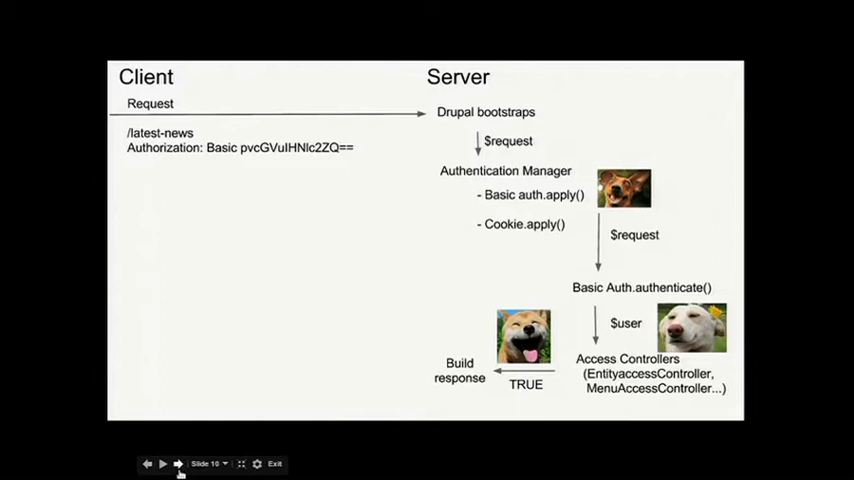 Client
Server
Request
Drupal bootstraps
/latest-news
Authorization: Basic pvcGVuIHNlc2ZQ==
$request
Authentication Manager
- Basic auth.apply()
- Cookie.apply()
$request
Basic Auth.authenticate()
$user
Access Controllers
(EntityaccessController,
MenuAccessController...)
Build
response
TRUE
Slide 10
Exit